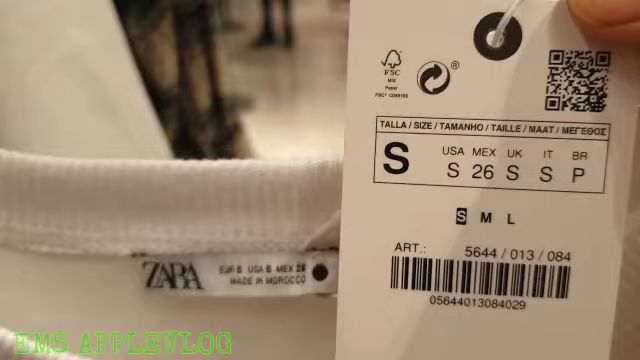 FSC
MIX
Paper
®
TALLA / SIZE / TAMANHO / TAILLE / MAAT / ΜΕΓΕΘΟΣ
S
USA MEX UK IT BR
S 26 S S P
S M L
ART.: 5644 / 013 / 084
05644013084029
ZARA
EUR S USA S MEX 26
MADE IN MOROCCO
EMS APPLEVLOG